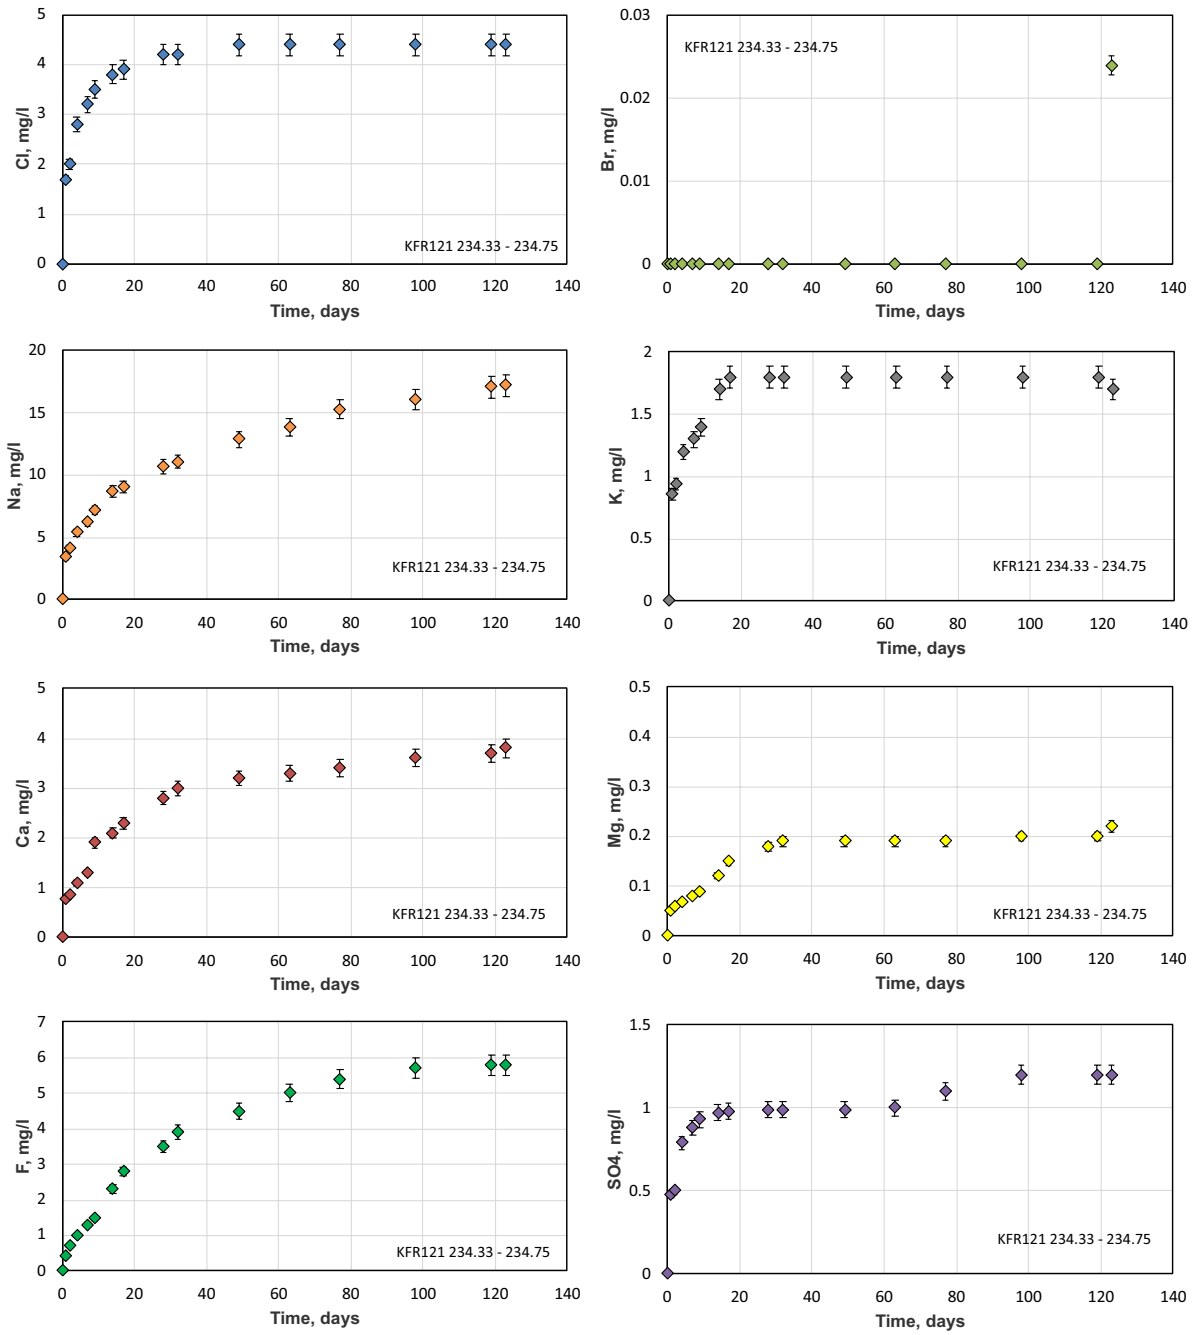 5
4
3
2
1
0
Cl, mg/l
KFR121 234.33 - 234.75
0 20 40 60 80 100 120 140
Time, days
0.03
0.02
0.01
0
Br, mg/l
KFR121 234.33 - 234.75
0 20 40 60 80 100 120 140
Time, days
20
15
10
5
0
Na, mg/l
KFR121 234.33 - 234.75
0 20 40 60 80 100 120 140
Time, days
2
1.5
1
0.5
0
K, mg/l
KFR121 234.33 - 234.75
0 20 40 60 80 100 120 140
Time, days
5
4
3
2
1
0
Ca, mg/l
KFR121 234.33 - 234.75
0 20 40 60 80 100 120 140
Time, days
0.5
0.4
0.3
0.2
0.1
0
Mg, mg/l
KFR121 234.33 - 234.75
0 20 40 60 80 100 120 140
Time, days
7
6
5
4
3
2
1
0
F, mg/l
KFR121 234.33 - 234.75
0 20 40 60 80 100 120 140
Time, days
1.5
1
0.5
0
SO4, mg/l
KFR121 234.33 - 234.75
0 20 40 60 80 100 120 140
Time, days